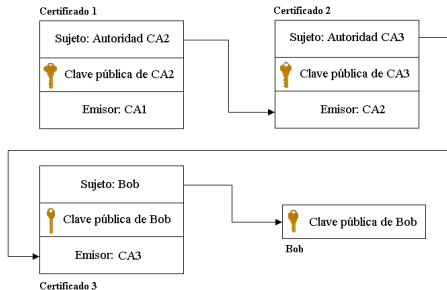 Certificado 1
Sujeto: Autoridad CA2
Clave pública de CA2
Emisor: CA1
Certificado 2
Sujeto: Autoridad CA3
Clave pública de CA3
Emisor: CA2
Sujeto: Bob
Clave pública de Bob
Emisor: CA3
Certificado 3
Clave pública de Bob
Bob